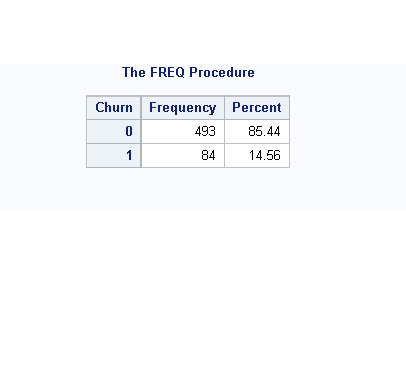 The FREQ Procedure
Churn Frequency Percent
0 493 85.44
1 84 14.56